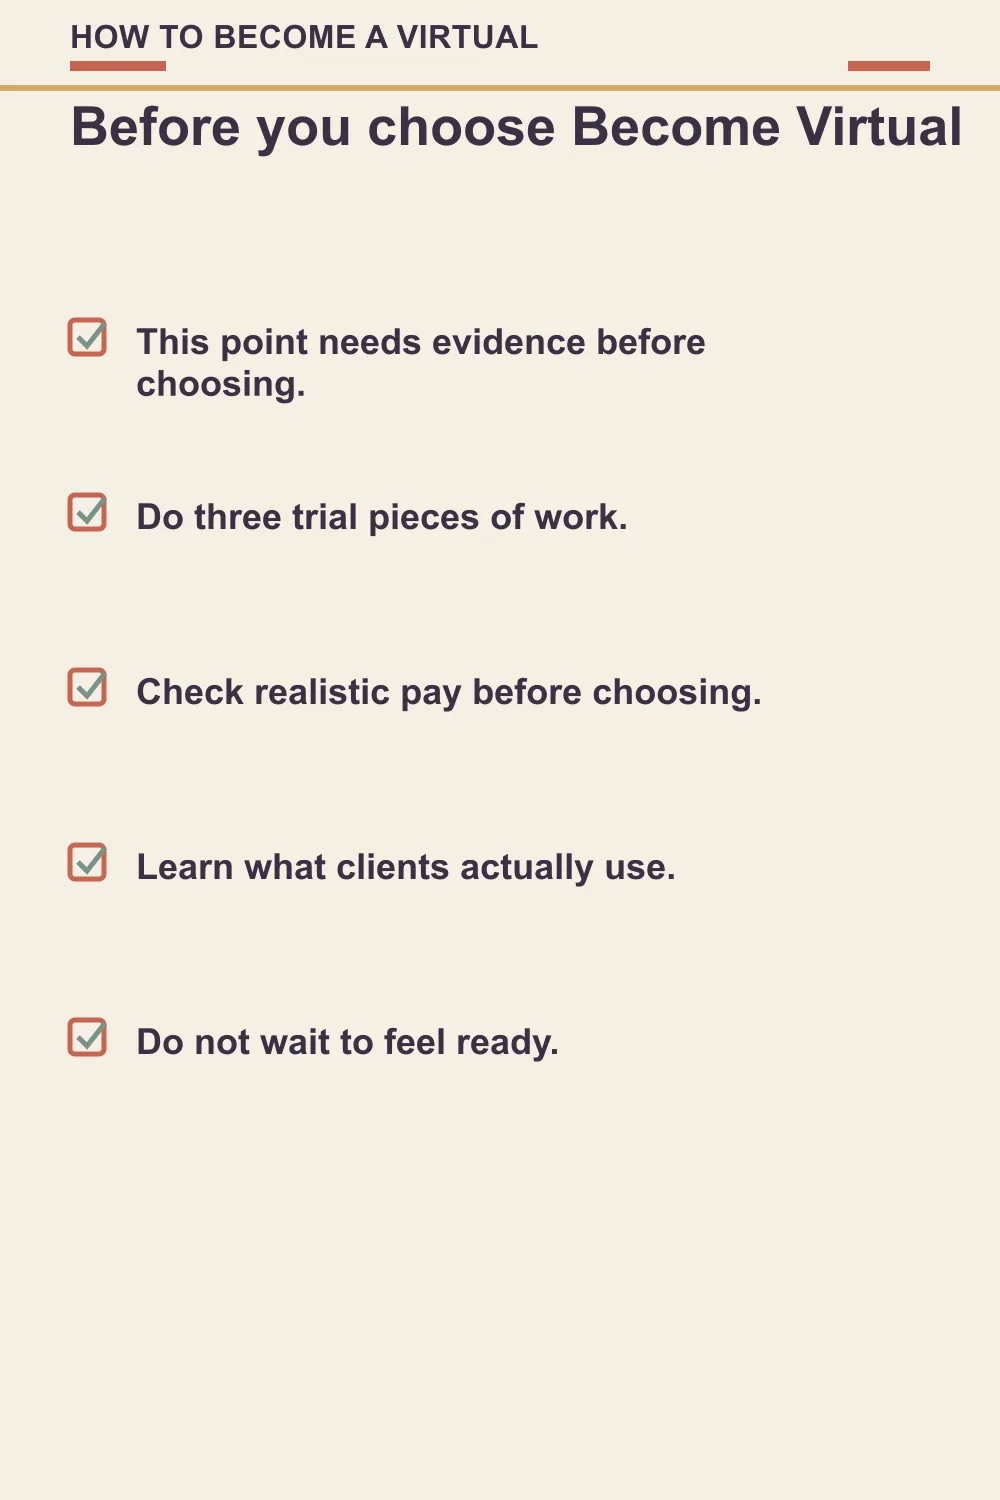 HOW TO BECOME A VIRTUAL
Before you choose Become Virtual
This point needs evidence before
choosing.
Do three trial pieces of work.
Check realistic pay before choosing.
Learn what clients actually use.
Do not wait to feel ready.